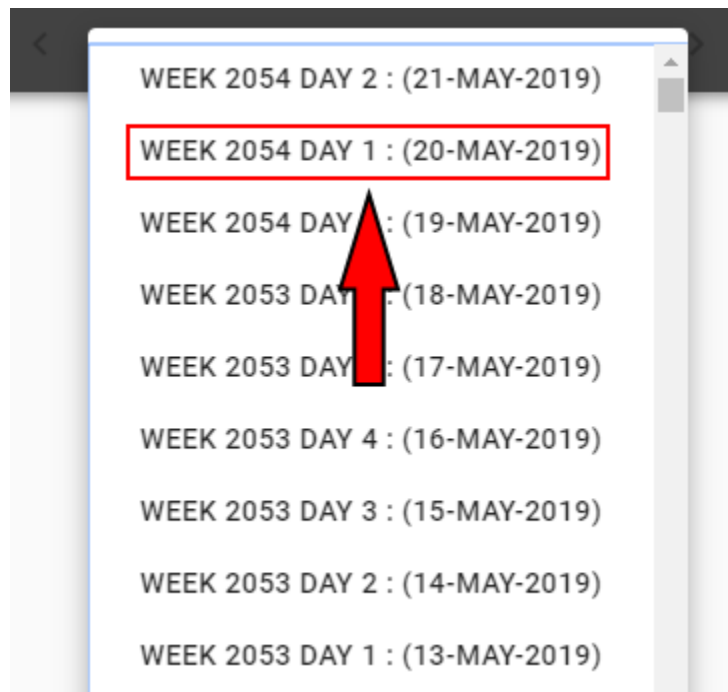 WEEK 2054 DAY 2 : (21-MAY-2019)
WEEK 2054 DAY 1 : (20-MAY-2019)
WEEK 2054 DAY : (19-MAY-2019)
WEEK 2053 DAY : (18-MAY-2019)
WEEK 2053 DAY : (17-MAY-2019)
WEEK 2053 DAY 4 : (16-MAY-2019)
WEEK 2053 DAY 3 : (15-MAY-2019)
WEEK 2053 DAY 2 : (14-MAY-2019)
WEEK 2053 DAY 1 : (13-MAY-2019)